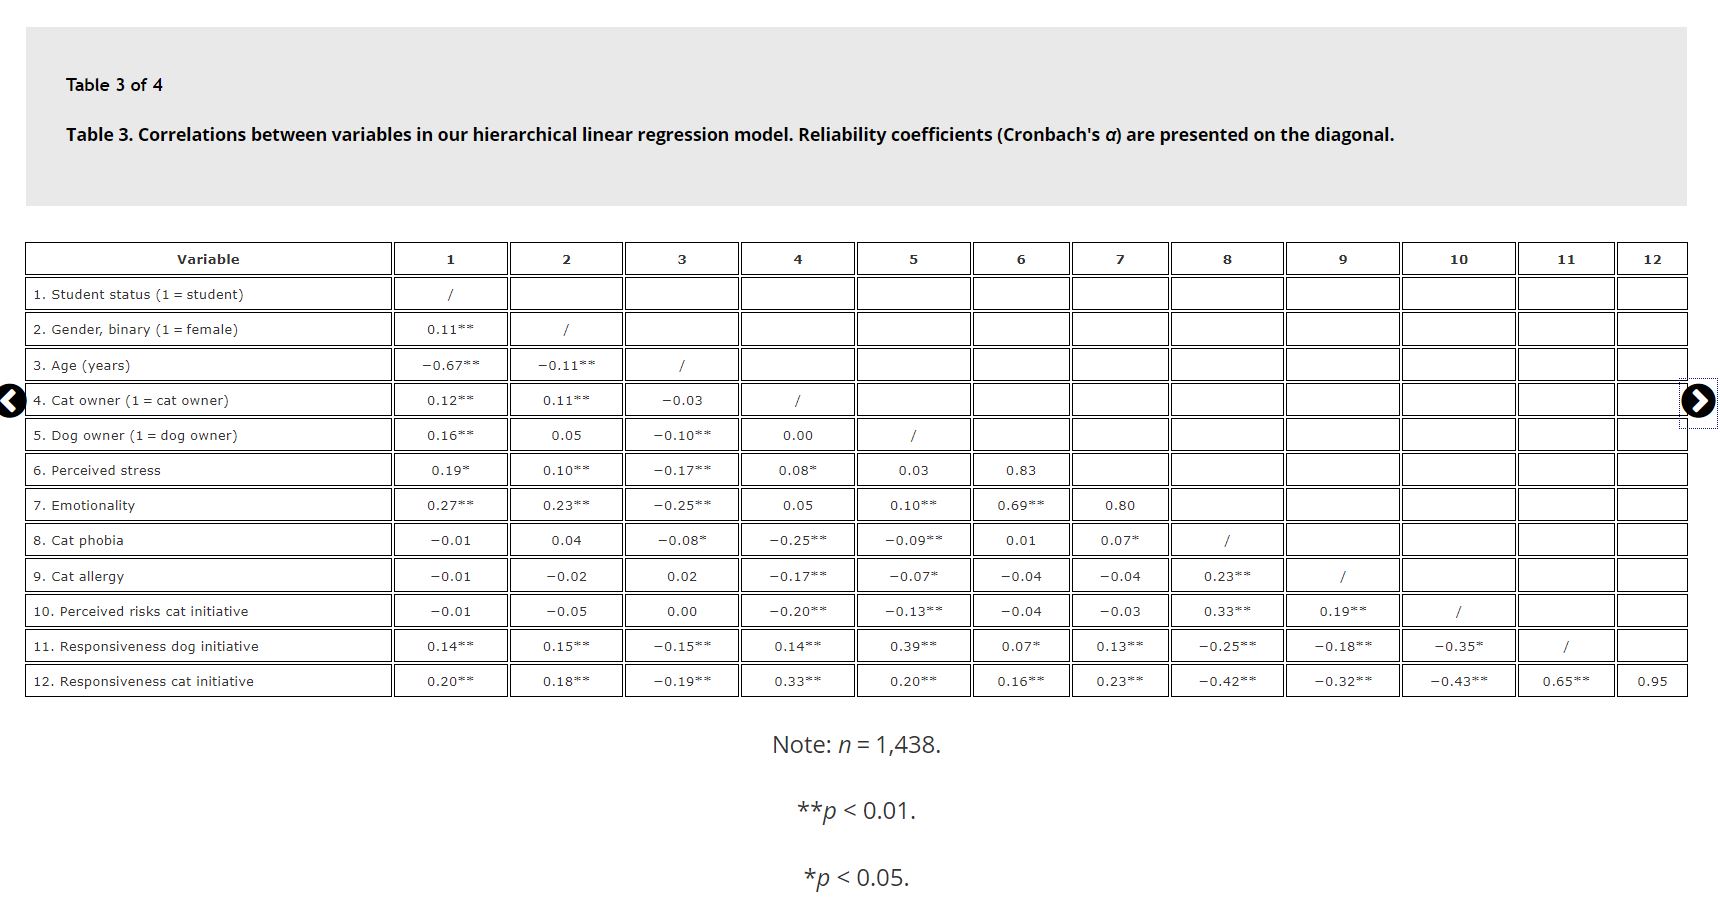 Table 3 of 4
Table 3. Correlations between variables in our hierarchical linear regression model. Reliability coefficients (Cronbach's α) are presented on the diagonal.
Variable 1 2 3 4 5 6 7 8 9 10 11 12
1. Student status (1 = student) /
2. Gender, binary (1 = female) 0.11** /
3. Age (years) −0.67** −0.11** /
4. Cat owner (1 = cat owner) 0.12** 0.11** −0.03 /
5. Dog owner (1 = dog owner) 0.16** 0.05 −0.10** 0.00 /
6. Perceived stress 0.19* 0.10** −0.17** 0.08* 0.03 0.83
7. Emotionality 0.27** 0.23** −0.25** 0.05 0.10** 0.69** 0.80
8. Cat phobia −0.01 0.04 −0.08* −0.25** −0.09** 0.01 0.07* /
9. Cat allergy −0.01 −0.02 0.02 −0.17** −0.07* −0.04 −0.04 0.23** /
10. Perceived risks cat initiative −0.01 −0.05 0.00 −0.20** −0.13** −0.04 −0.03 0.33** 0.19** /
11. Responsiveness dog initiative 0.14** 0.15** −0.15** 0.14** 0.39** 0.07* 0.13** −0.25** −0.18** −0.35* /
12. Responsiveness cat initiative 0.20** 0.18** −0.19** 0.33** 0.20** 0.16** 0.23** −0.42** −0.32** −0.43** 0.65** 0.95
Note: n = 1,438.
**p < 0.01.
*p < 0.05.